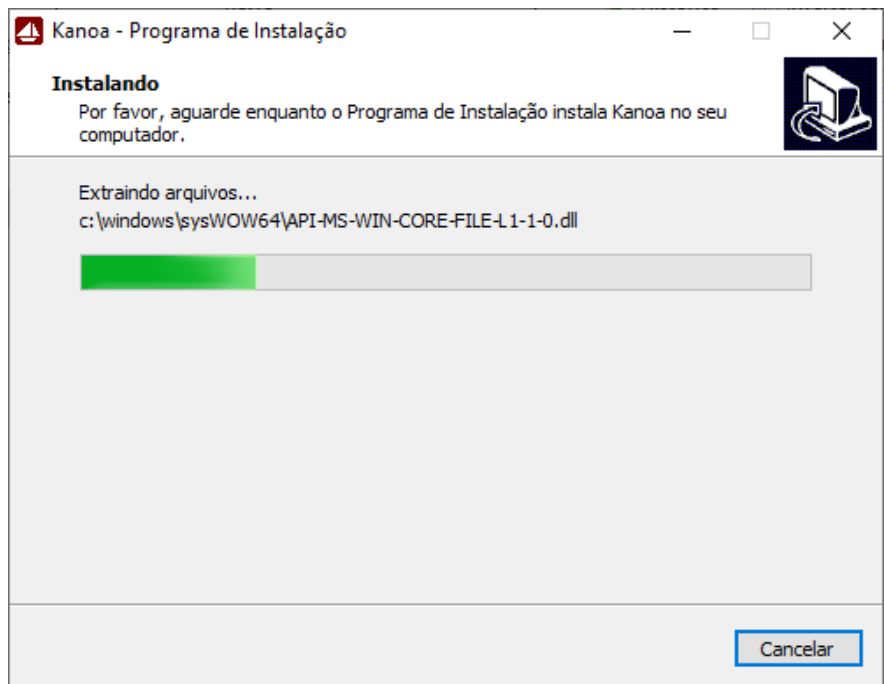 Kanoa - Programa de Instalação
Instalando
Por favor, aguarde enquanto o Programa de Instalação instala Kanoa no seu
computador.
Extraindo arquivos...
c:\windows\sysWOW64\API-MS-WIN-CORE-FILE-L1-1-0.dll
Cancelar